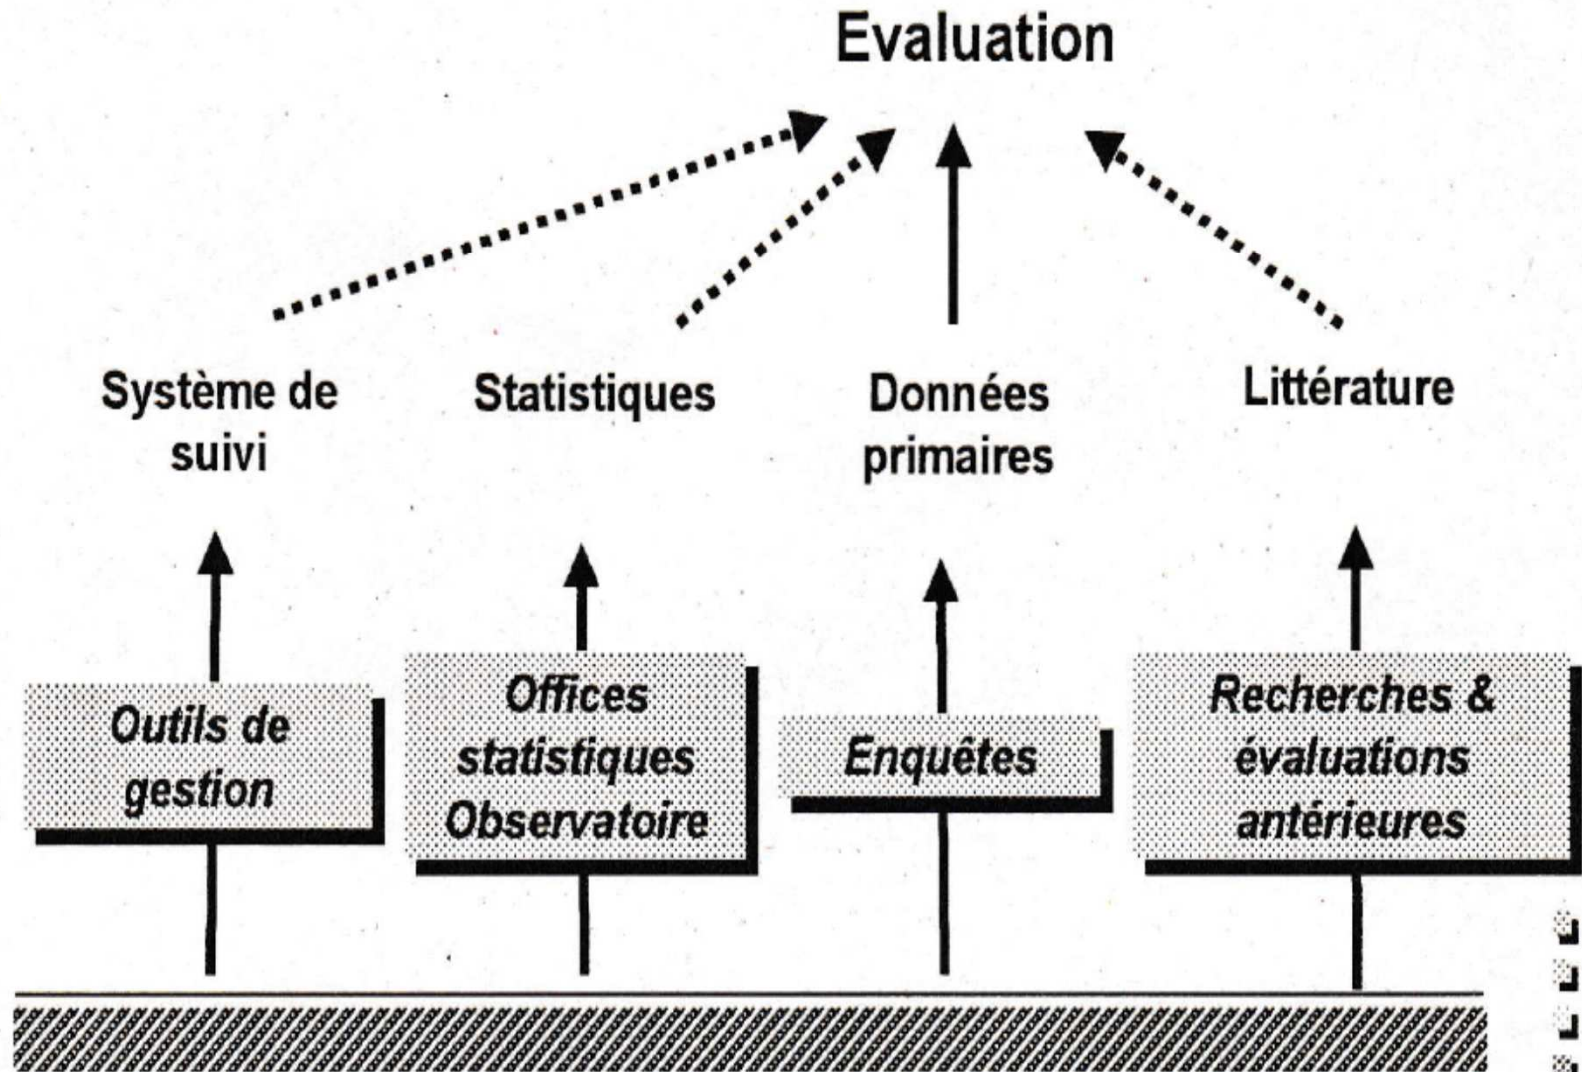 Evaluation
Système de
suivi
Statistiques
Données
primaires
Littérature
Outils de
gestion
Offices
statistiques
Observatoire
Enquêtes
Recherches &
évaluations
antérieures